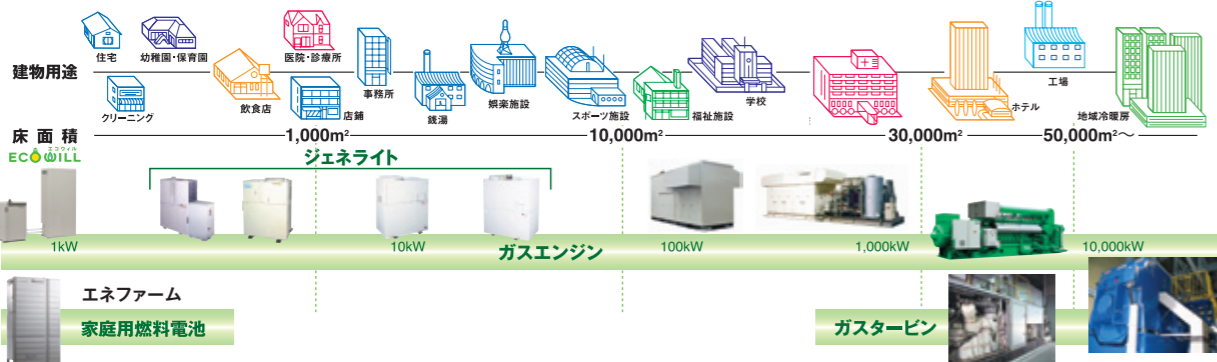 住宅
幼稚園・保育園
医院・診療所
建物用途
クリーニング
飲食店
店舗
事務所
銭湯
娯楽施設
スポーツ施設
福祉施設
学校
ホテル
工場
地域冷暖房
床面積
1,000m²
10,000m²
30,000m²
50,000m²～
エコウィル
ECOWILL
ジェネライト
1kW
10kW
ガスエンジン
100kW
1,000kW
10,000kW
エネファーム
家庭用燃料電池
ガスタービン